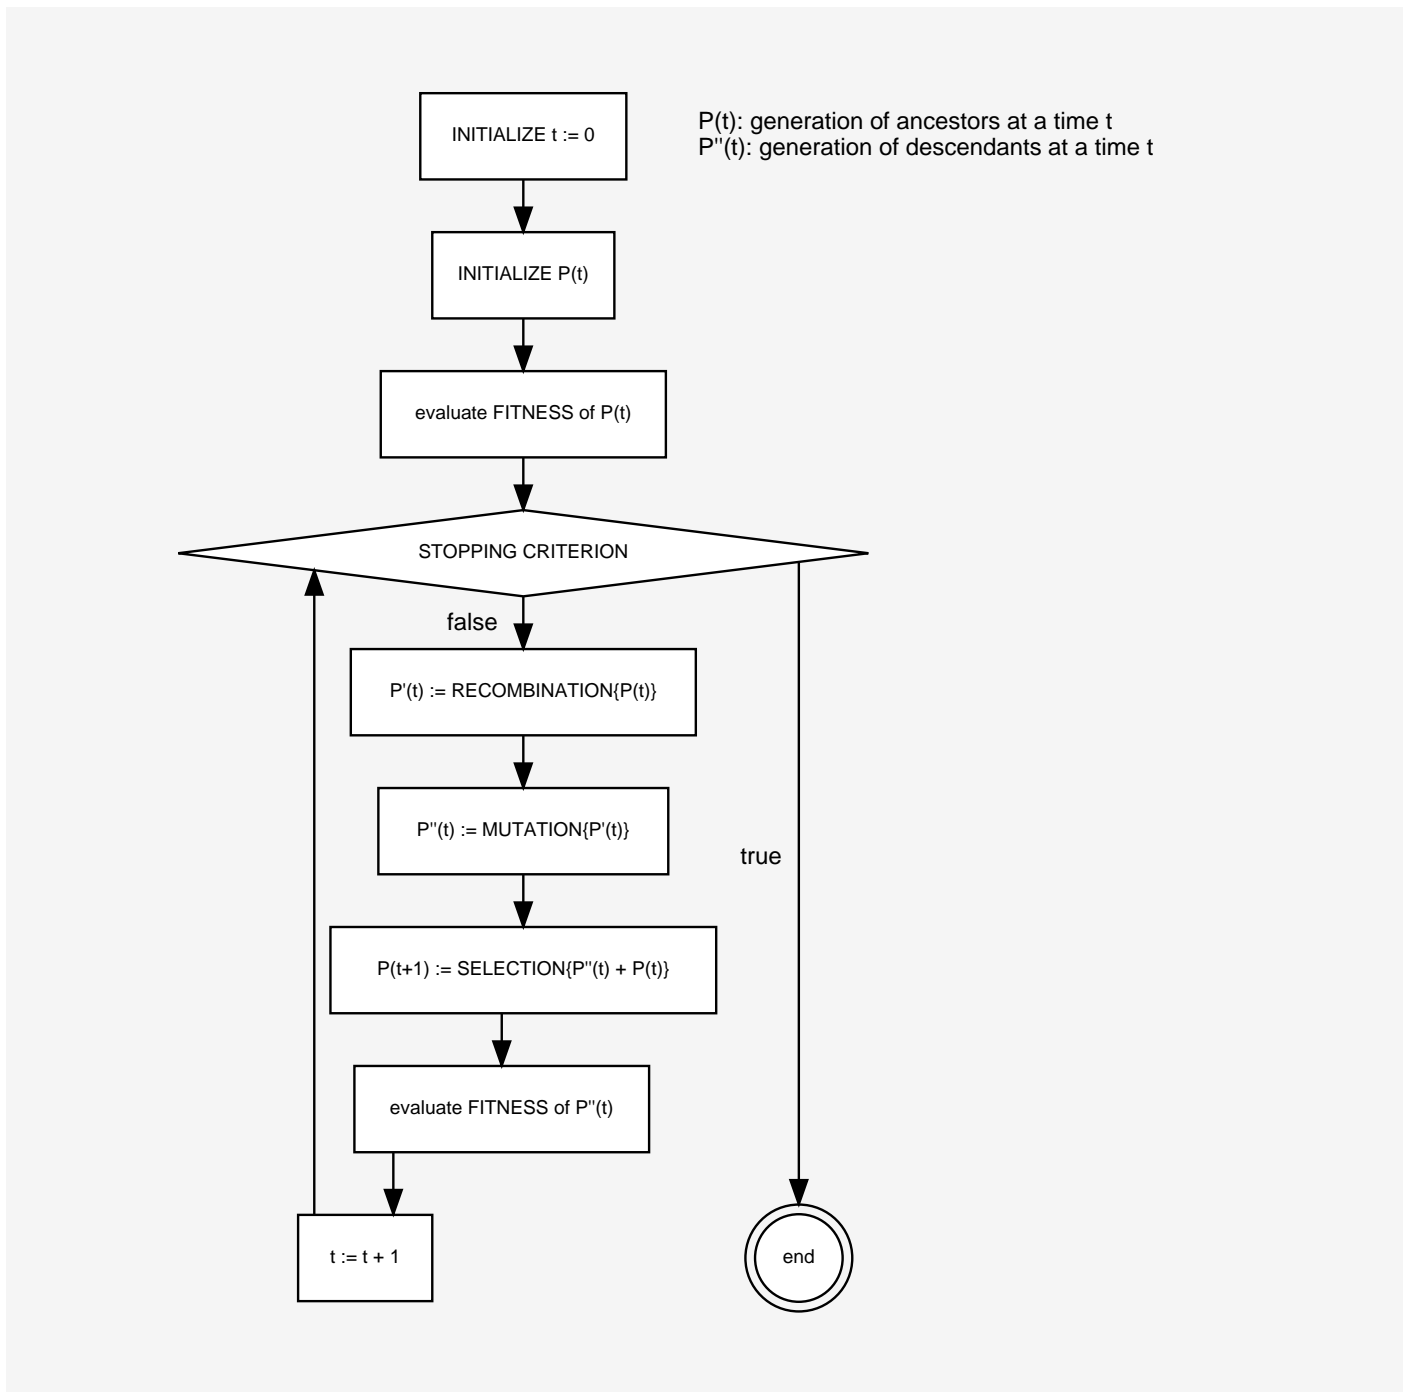 INITIALIZE t := 0
P(t): generation of ancestors at a time t
P''(t): generation of descendants at a time t
INITIALIZE P(t)
evaluate FITNESS of P(t)
STOPPING CRITERION
false
P'(t) := RECOMBINATION{P(t)}
P''(t) := MUTATION{P'(t)}
true
P(t+1) := SELECTION{P''(t) + P(t)}
evaluate FITNESS of P''(t)
t := t + 1
end